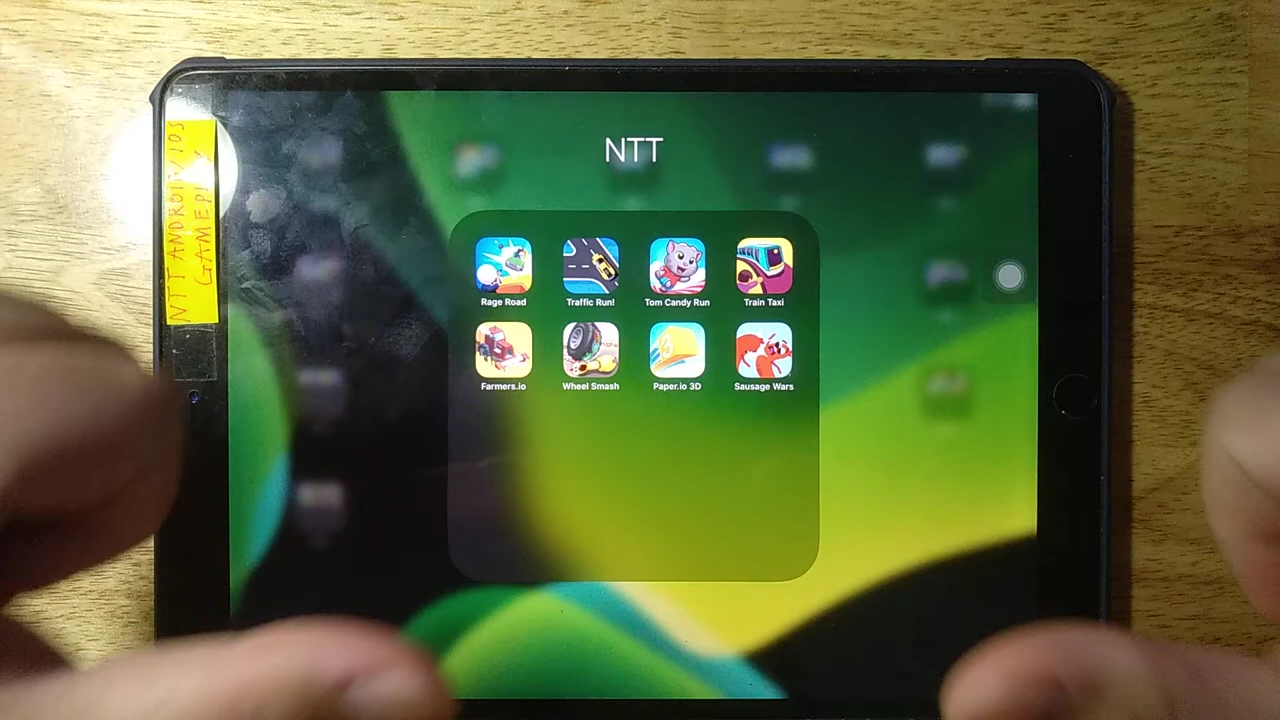 NTT ANDROID/IOS
GAMEPLAY
NTT
Rage Road
Traffic Run!
Tom Candy Run
Train Taxi
Farmers.io
Wheel Smash
Paper.io 3D
Sausage Wars